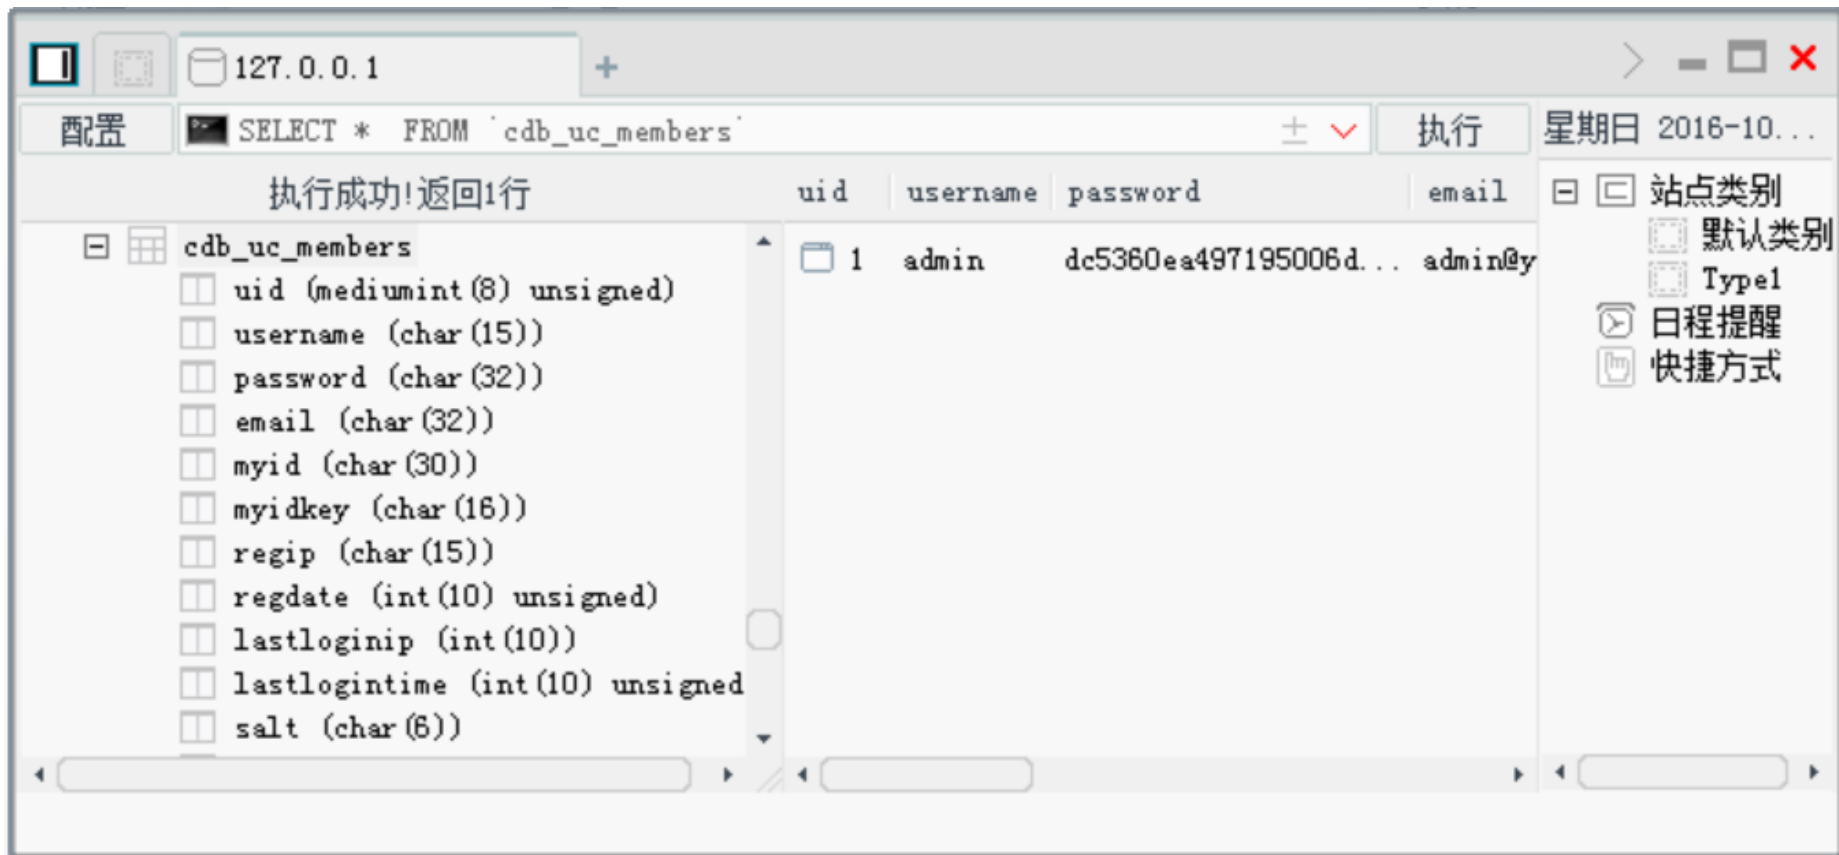 127.0.0.1
配置 SELECT * FROM `cdb_uc_members` 执行 星期日 2016-10...
执行成功!返回1行
cdb_uc_members
uid (mediumint(8) unsigned)
username (char(15))
password (char(32))
email (char(32))
myid (char(30))
myidkey (char(16))
regip (char(15))
regdate (int(10) unsigned)
lastloginip (int(10))
lastlogintime (int(10) unsigned
salt (char(6))
uid username password email
1 admin dc5360ea497195006d... admin@y
站点类别
默认类别
Type1
日程提醒
快捷方式